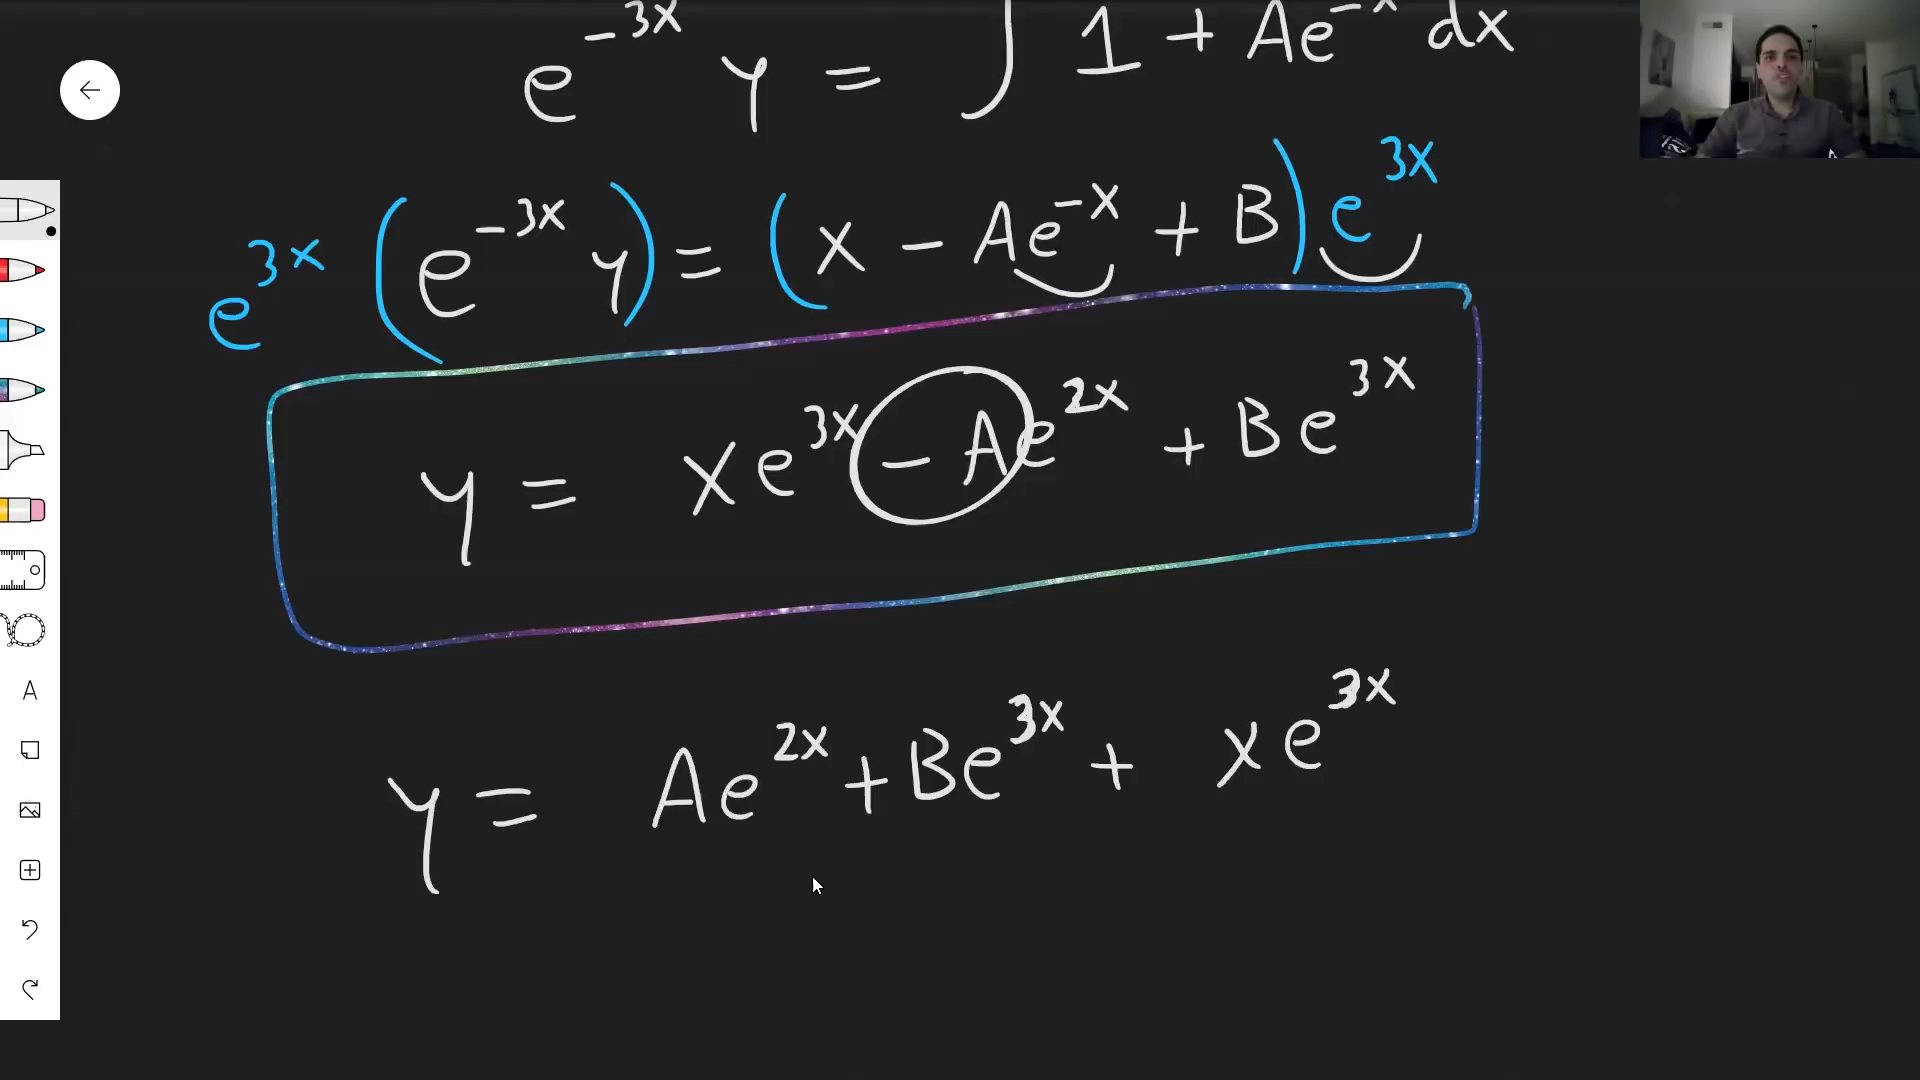 e^{-3x} y = ∫ 1 + Ae^{-x} dx
e^{3x} (e^{-3x} y) = (x - Ae^{-x} + B) e^{3x}
y = xe^{3x} - Ae^{2x} + Be^{3x}
y = Ae^{2x} + Be^{3x} + xe^{3x}
A